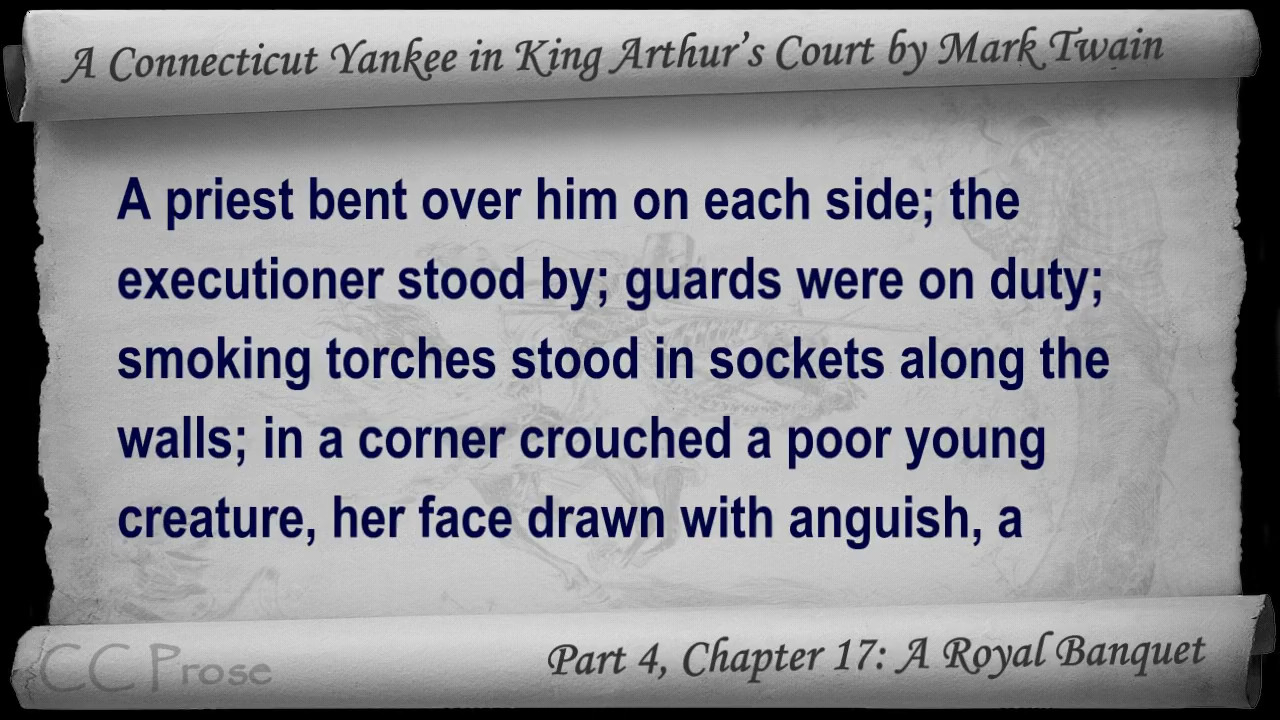 A Connecticut Yankee in King Arthur's Court by Mark Twain
A priest bent over him on each side; the
executioner stood by; guards were on duty;
smoking torches stood in sockets along the
walls; in a corner crouched a poor young
creature, her face drawn with anguish, a
CC Prose
Part 4, Chapter 17: A Royal Banquet